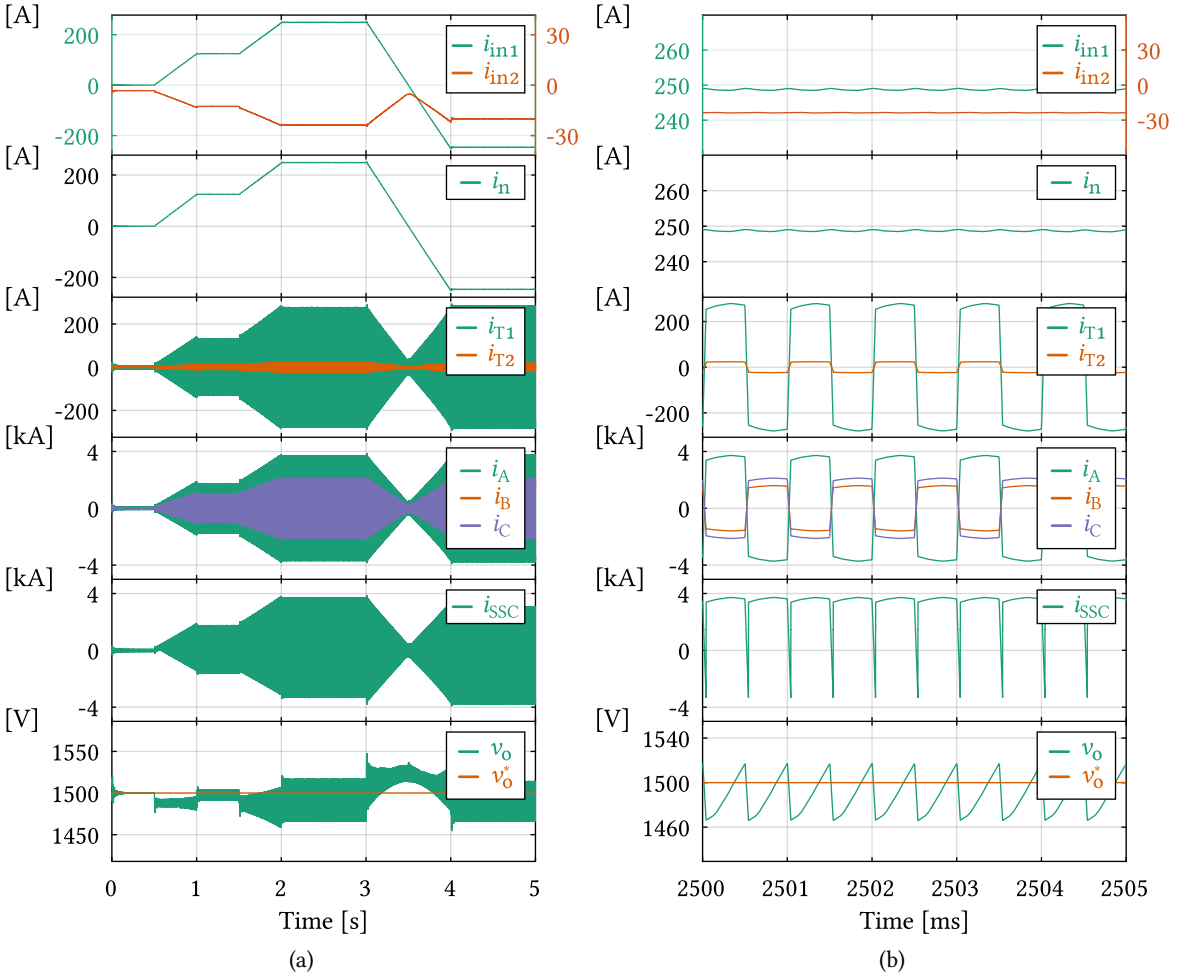 [A]
200
0
-200
30
0
-30
i_in1
i_in2
[A]
200
0
-200
i_n
[A]
200
0
-200
i_T1
i_T2
[kA]
4
0
-4
i_A
i_B
i_C
[kA]
4
0
-4
i_SSC
[V]
1550
1500
1450
v_o
v_o^*
0 1 2 3 4 5
Time [s]
(a)
[A]
260
250
240
30
0
-30
i_in1
i_in2
[A]
260
250
240
i_n
[A]
200
0
-200
i_T1
i_T2
[kA]
4
0
-4
i_A
i_B
i_C
[kA]
4
0
-4
i_SSC
[V]
1540
1500
1460
v_o
v_o^*
2500 2501 2502 2503 2504 2505
Time [ms]
(b)